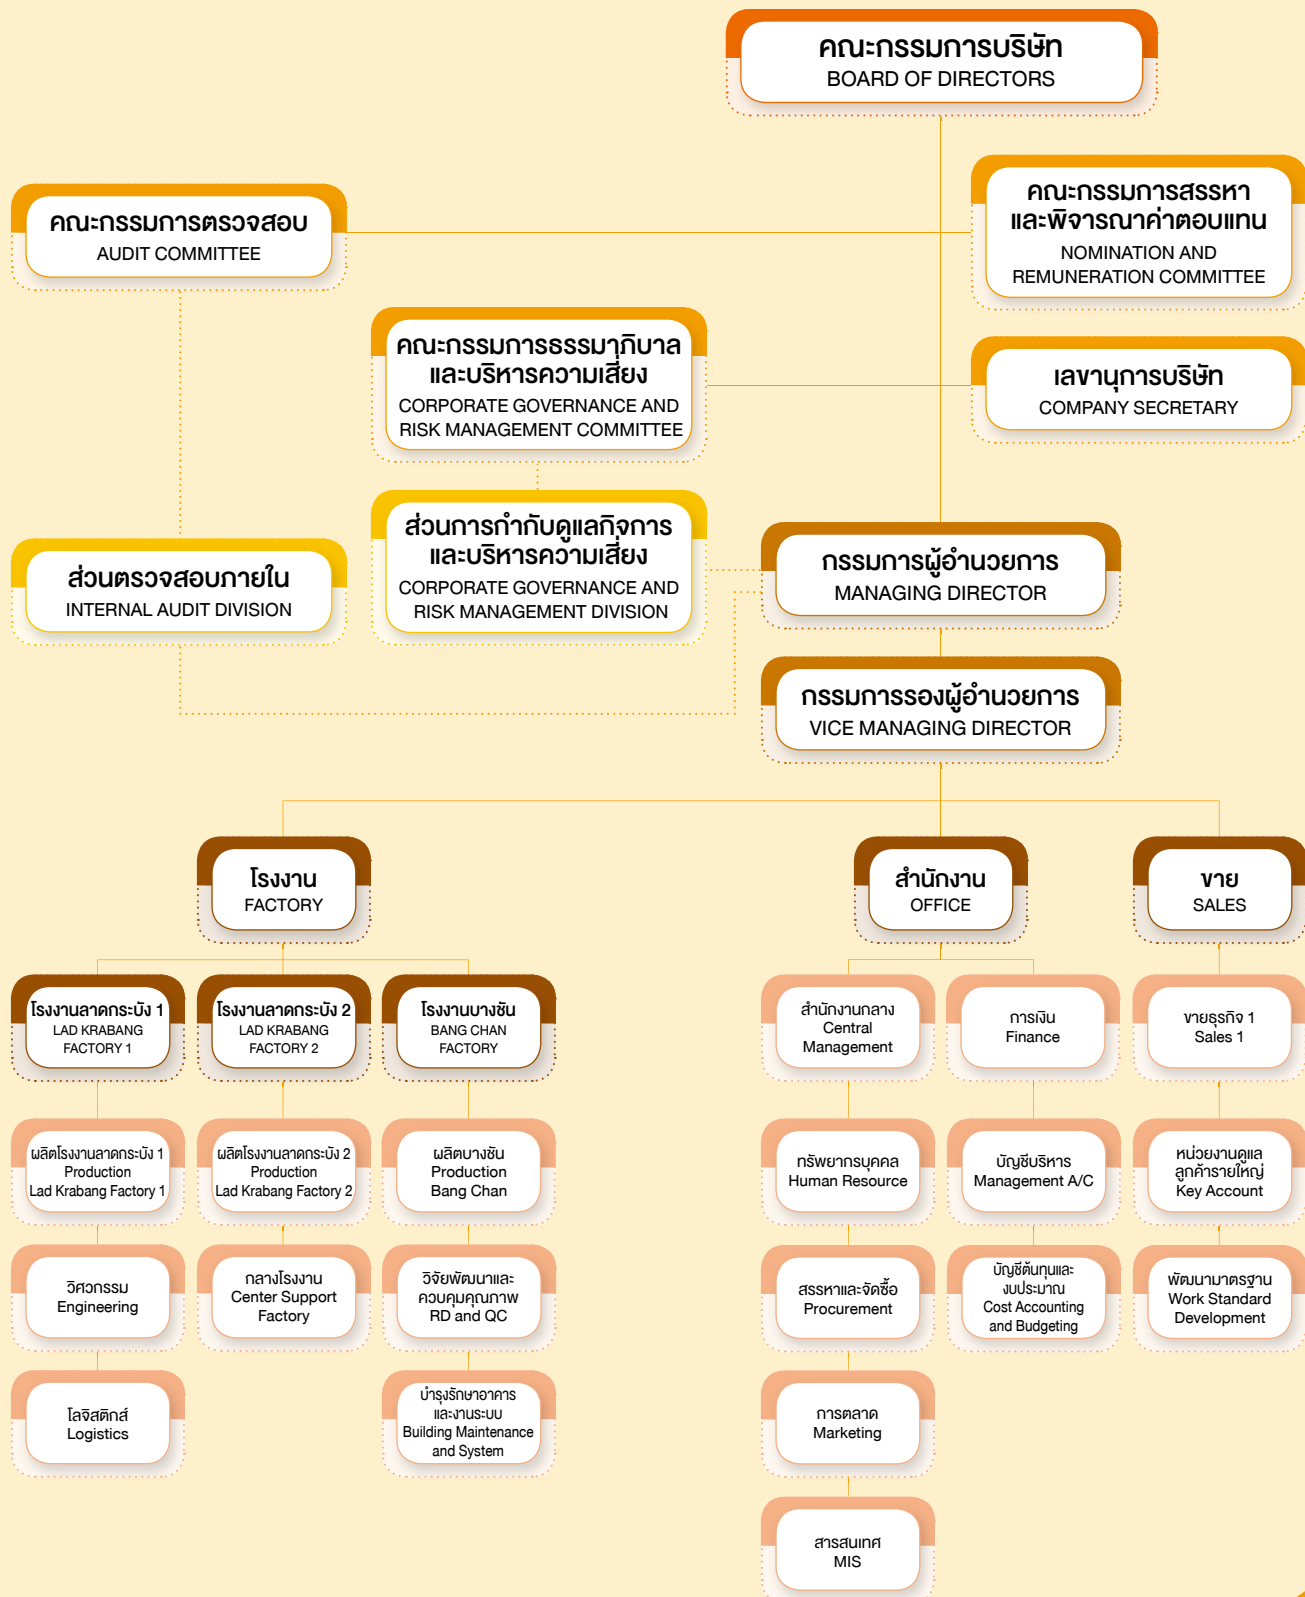 คณะกรรมการบริษัท
BOARD OF DIRECTORS
คณะกรรมการตรวจสอบ
AUDIT COMMITTEE
คณะกรรมการสรรหา
และพิจารณาค่าตอบแทน
NOMINATION AND
REMUNERATION COMMITTEE
คณะกรรมการธรรมาภิบาล
และบริหารความเสี่ยง
CORPORATE GOVERNANCE AND
RISK MANAGEMENT COMMITTEE
เลขานุการบริษัท
COMPANY SECRETARY
ส่วนตรวจสอบภายใน
INTERNAL AUDIT DIVISION
ส่วนการกำกับดูแลกิจการ
และบริหารความเสี่ยง
CORPORATE GOVERNANCE AND
RISK MANAGEMENT DIVISION
กรรมการผู้อำนวยการ
MANAGING DIRECTOR
กรรมการรองผู้อำนวยการ
VICE MANAGING DIRECTOR
โรงงาน
FACTORY
สำนักงาน
OFFICE
ขาย
SALES
โรงงานลาดกระบัง 1
LAD KRABANG
FACTORY 1
โรงงานลาดกระบัง 2
LAD KRABANG
FACTORY 2
โรงงานบางชัน
BANG CHAN
FACTORY
สำนักงานกลาง
Central
Management
การเงิน
Finance
ขายธุรกิจ 1
Sales 1
ผลิตโรงงานลาดกระบัง 1
Production
Lad Krabang Factory 1
ผลิตโรงงานลาดกระบัง 2
Production
Lad Krabang Factory 2
ผลิตบางชัน
Production
Bang Chan
ทรัพยากรบุคคล
Human Resource
บัญชีบริหาร
Management A/C
หน่วยงานดูแล
ลูกค้ารายใหญ่
Key Account
วิศวกรรม
Engineering
กลางโรงงาน
Center Support
Factory
วิจัยพัฒนาและ
ควบคุมคุณภาพ
RD and QC
สรรหาและจัดซื้อ
Procurement
บัญชีต้นทุนและ
งบประมาณ
Cost Accounting
and Budgeting
พัฒนามาตรฐาน
Work Standard
Development
โลจิสติกส์
Logistics
บำรุงรักษาอาคาร
และงานระบบ
Building Maintenance
and System
การตลาด
Marketing
สารสนเทศ
MIS